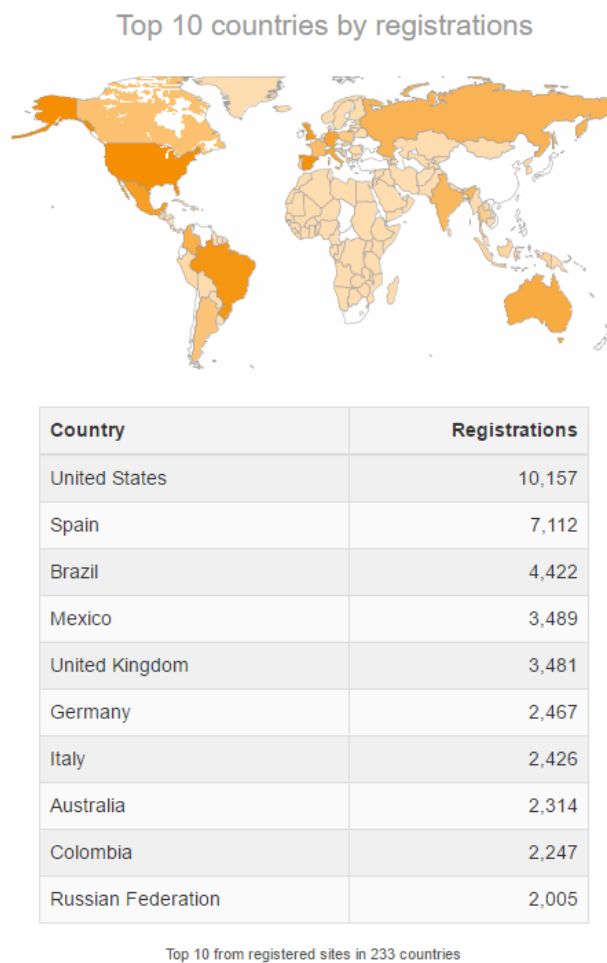 Top 10 countries by registrations
Country Registrations
United States 10,157
Spain 7,112
Brazil 4,422
Mexico 3,489
United Kingdom 3,481
Germany 2,467
Italy 2,426
Australia 2,314
Colombia 2,247
Russian Federation 2,005
Top 10 from registered sites in 233 countries